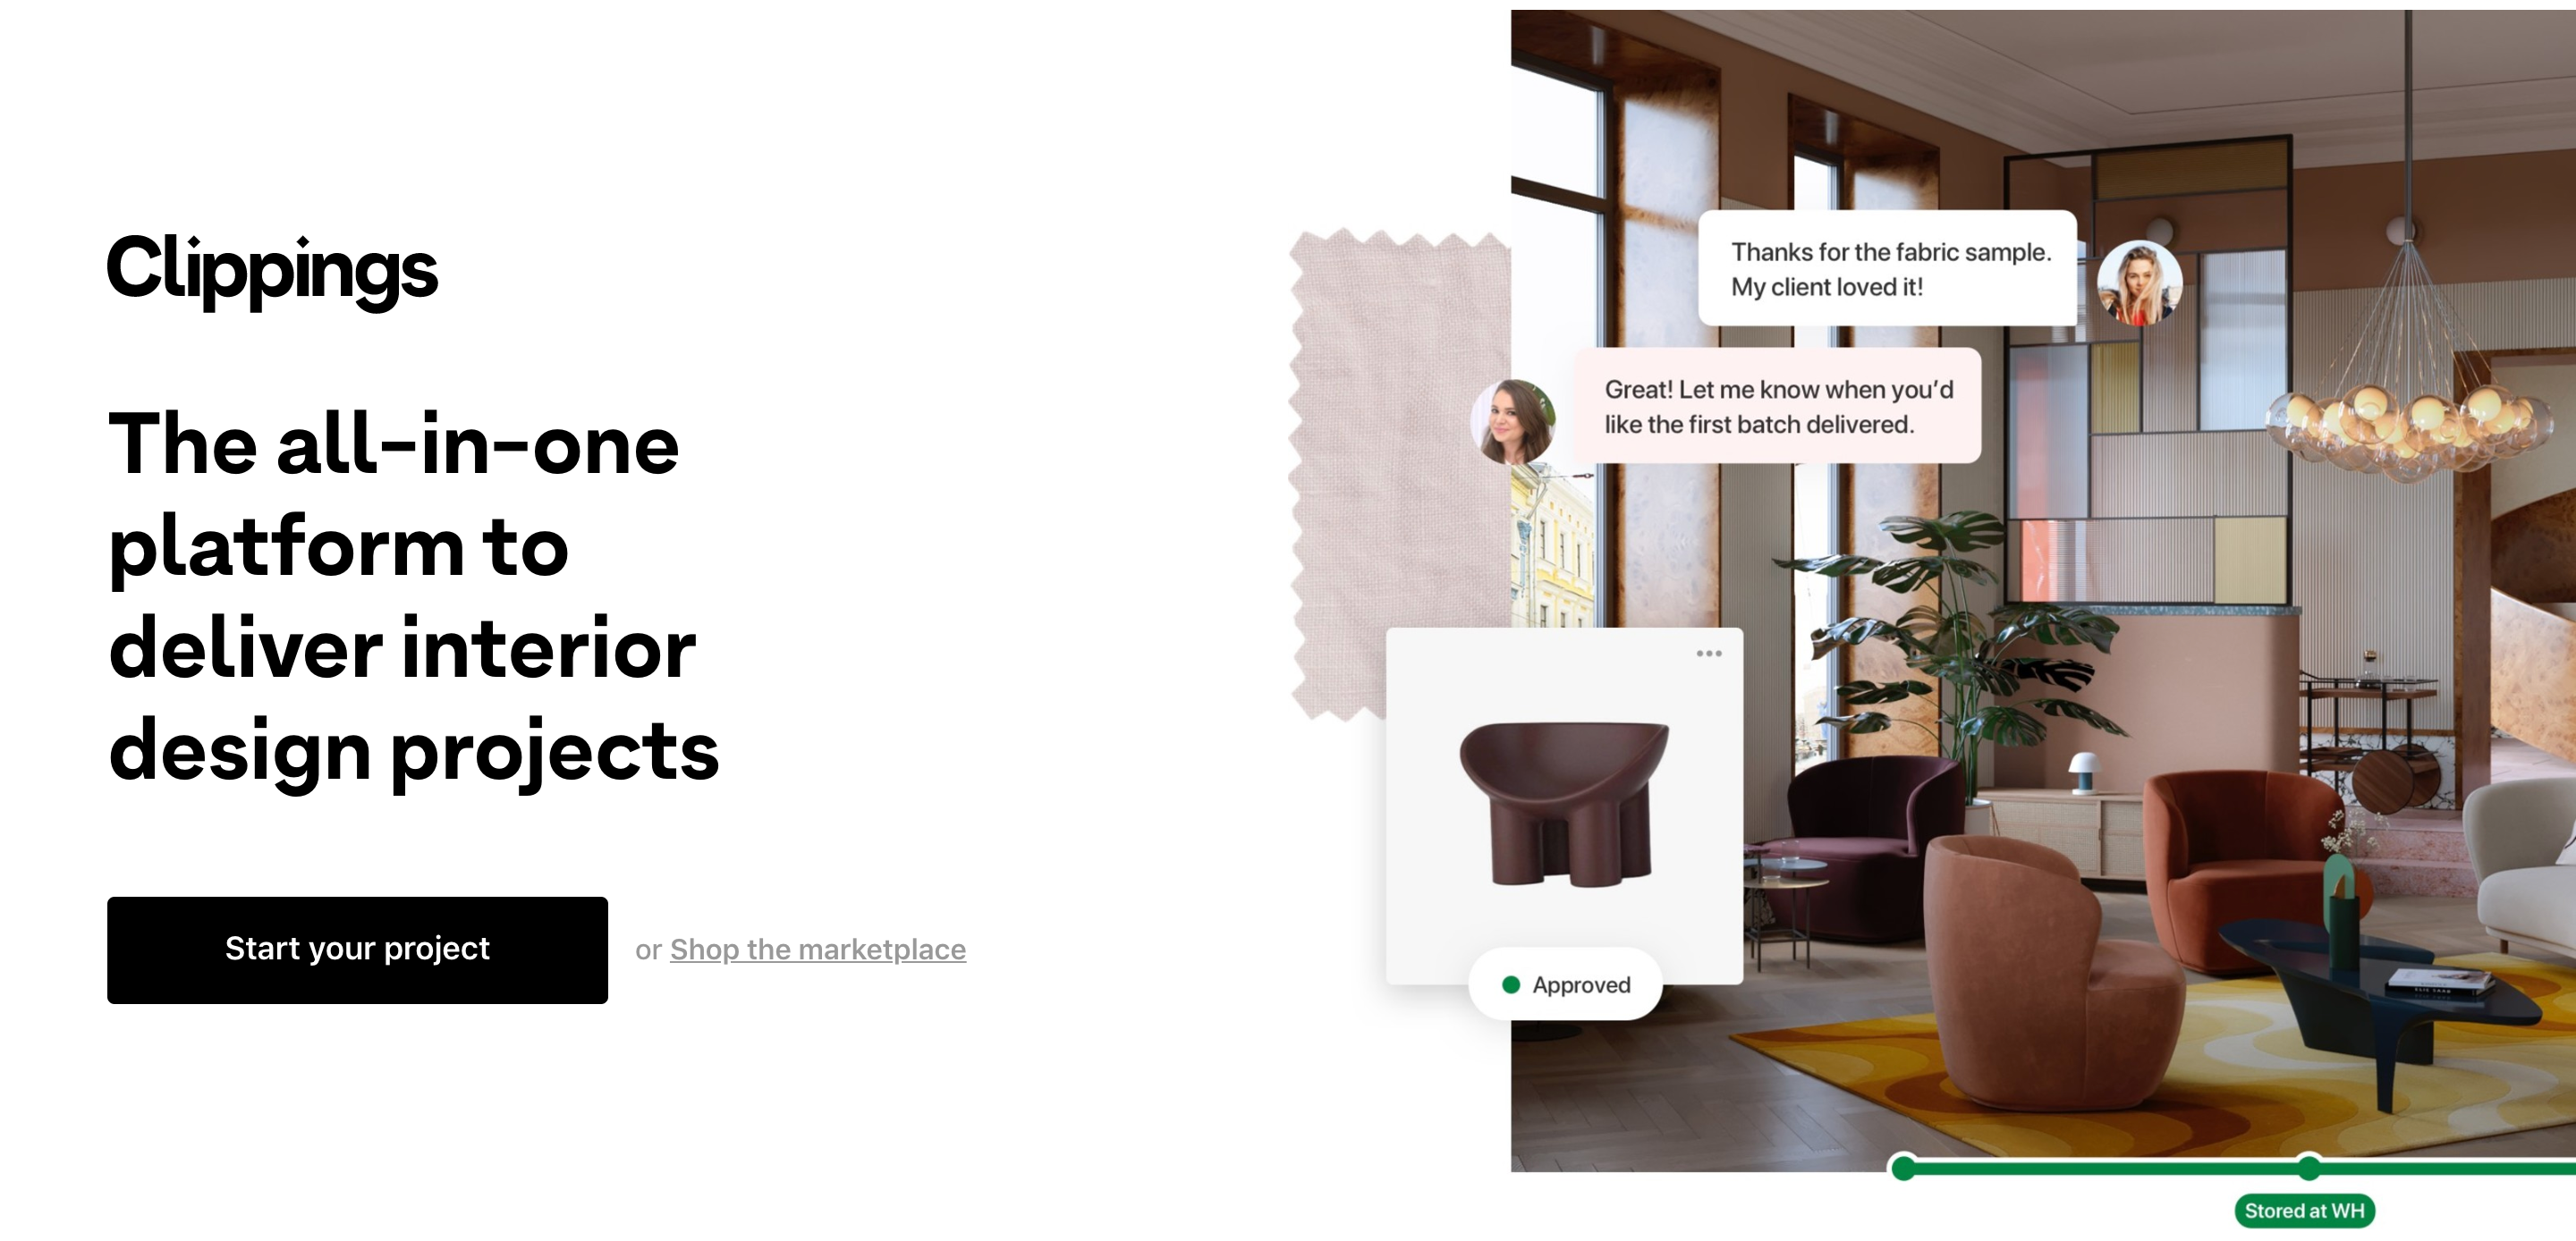 Clippings
The all-in-one
platform to
deliver interior
design projects
Start your project
or Shop the marketplace
Thanks for the fabric sample.
My client loved it!
Great! Let me know when you’d
like the first batch delivered.
Approved
ELIE SAAB
Stored at WH